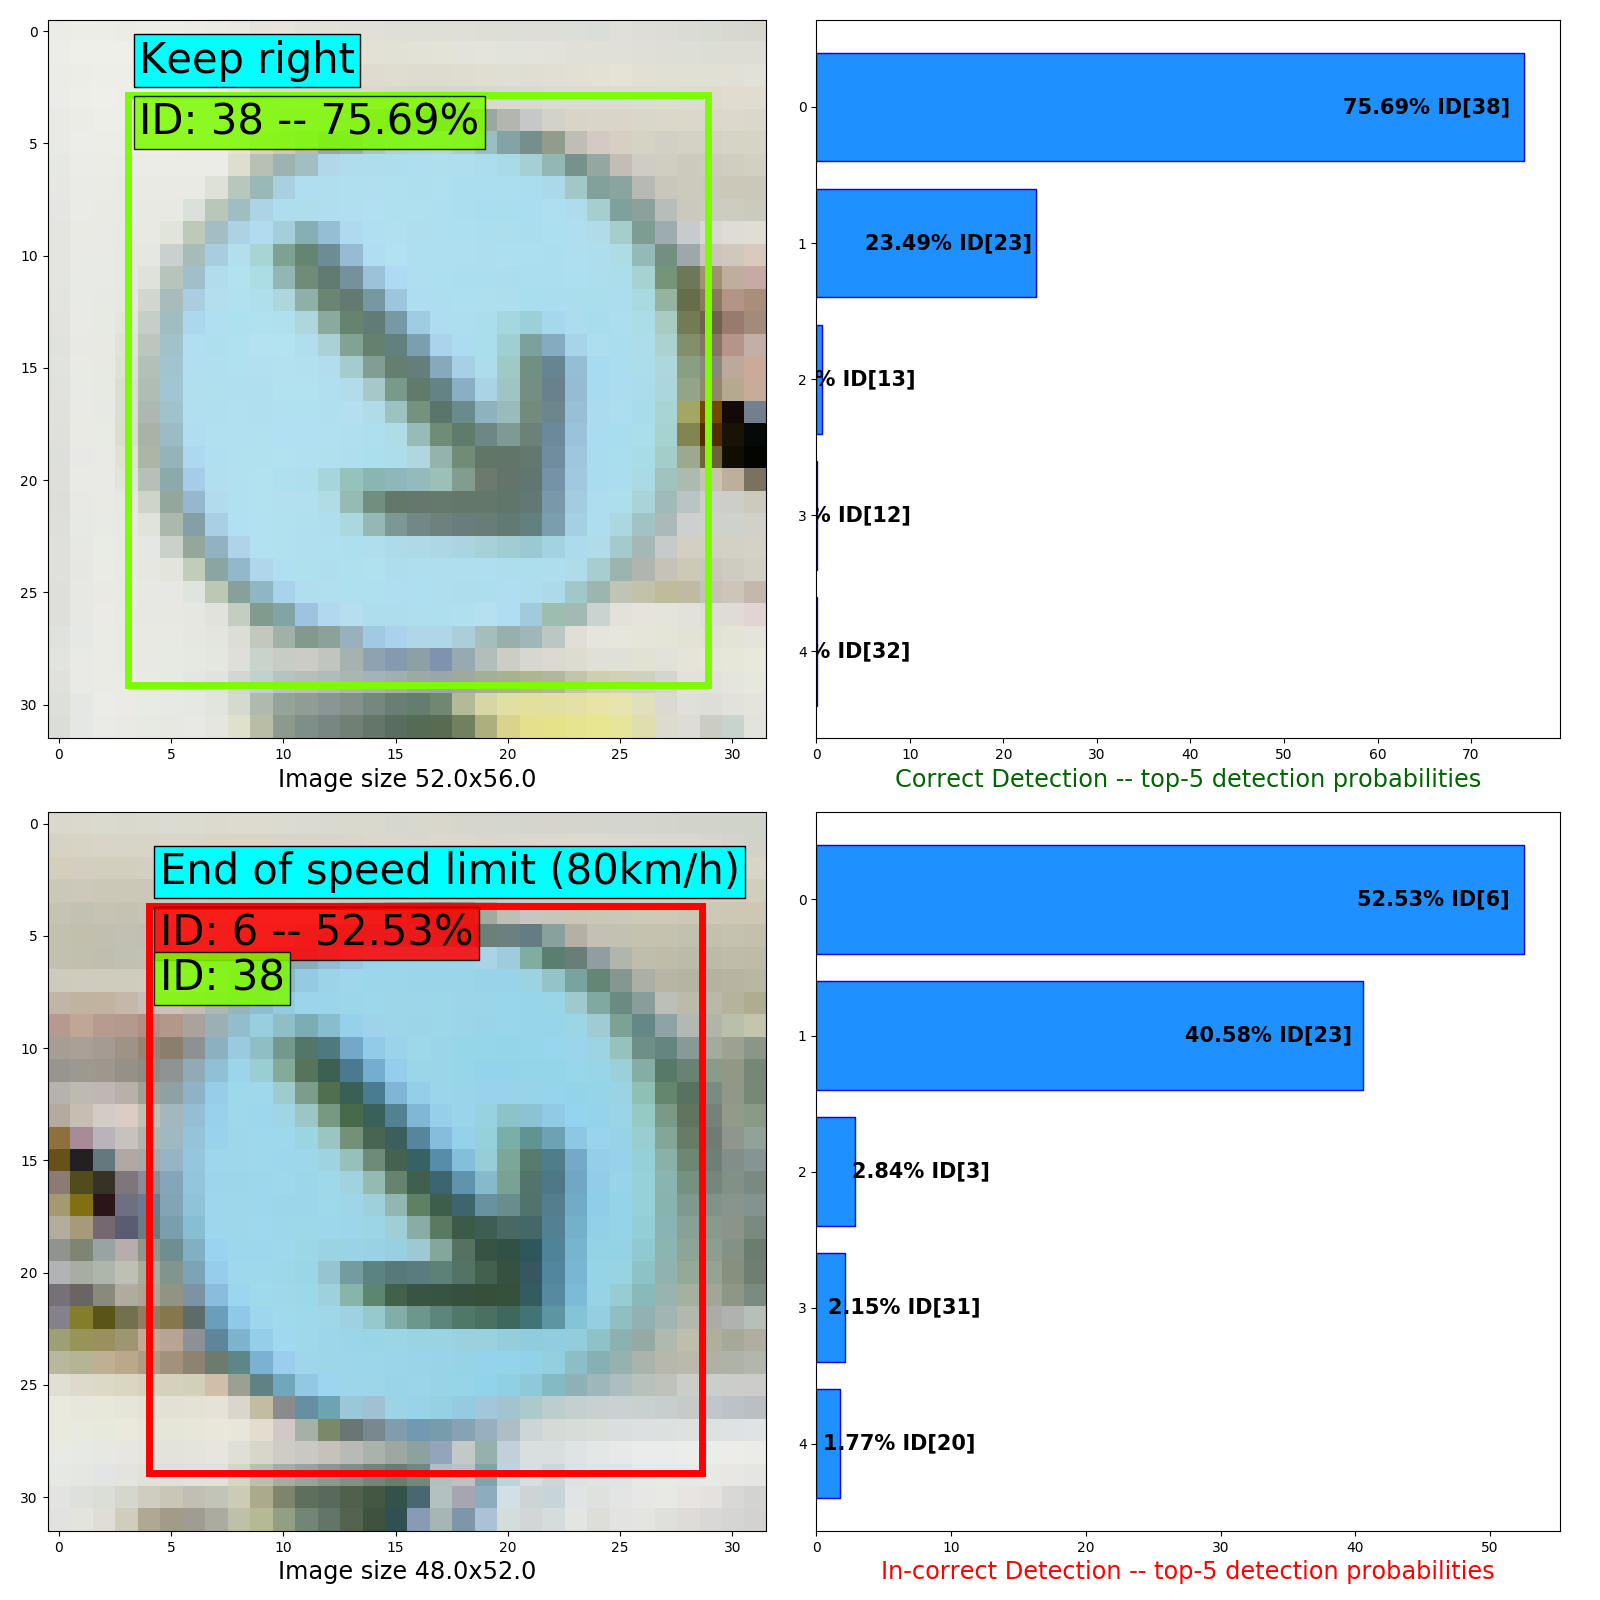 Keep right
ID: 38 -- 75.69%
0
5
10
15
20
25
30
0
5
10
15
20
25
30
Image size 52.0x56.0
0
1
2
3
4
75.69% ID[38]
23.49% ID[23]
% ID[13]
% ID[12]
% ID[32]
0
10
20
30
40
50
60
70
Correct Detection -- top-5 detection probabilities
End of speed limit (80km/h)
ID: 6 -- 52.53%
ID: 38
0
5
10
15
20
25
30
0
5
10
15
20
25
30
Image size 48.0x52.0
0
1
2
3
4
52.53% ID[6]
40.58% ID[23]
2.84% ID[3]
2.15% ID[31]
1.77% ID[20]
0
10
20
30
40
50
In-correct Detection -- top-5 detection probabilities